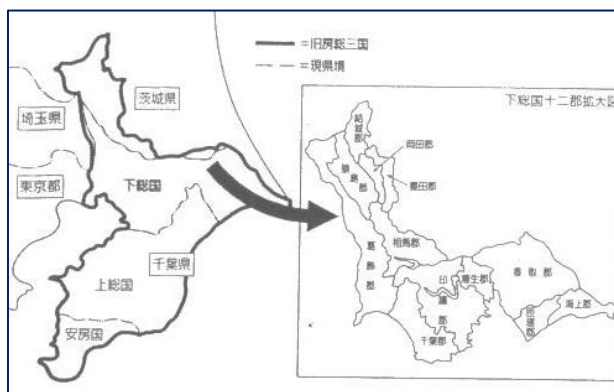 =旧房総三国
=現県境
茨城県
埼玉県
東京都
下総国
千葉県
上総国
安房国
下総国十二郡拡大図
結城郡
岡田郡
猿島郡
豊田郡
相馬郡
葛飾郡
印旛郡
埴生郡
香取郡
海上郡
匝瑳郡
千葉郡